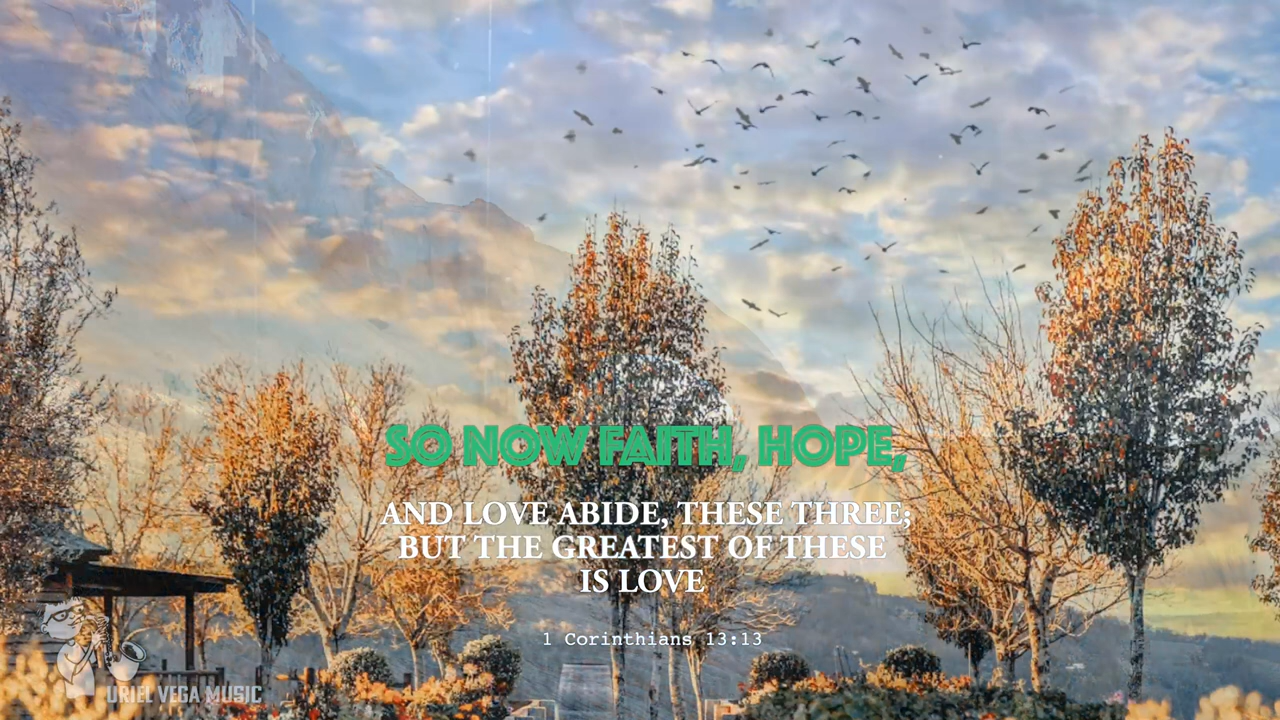 SO NOW FAITH, HOPE,
AND LOVE ABIDE, THESE THREE;
BUT THE GREATEST OF THESE
IS LOVE
1 Corinthians 13:13
URIEL VEGA MUSIC